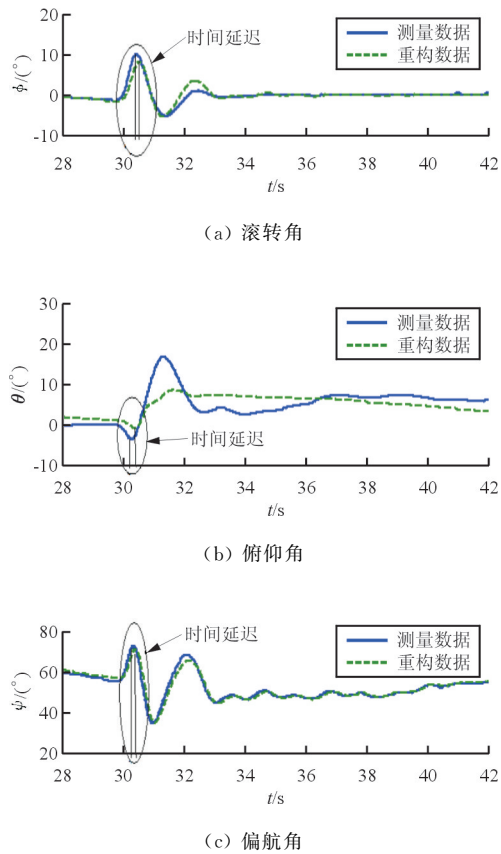 20
10
0
-10
ϕ/(°)
时间延迟
测量数据
重构数据
28 30 32 34 36 38 40 42
t/s
(a) 滚转角
30
20
10
0
-10
θ/(°)
时间延迟
测量数据
重构数据
28 30 32 34 36 38 40 42
t/s
(b) 俯仰角
80
60
40
20
ψ/(°)
时间延迟
测量数据
重构数据
28 30 32 34 36 38 40 42
t/s
(c) 偏航角